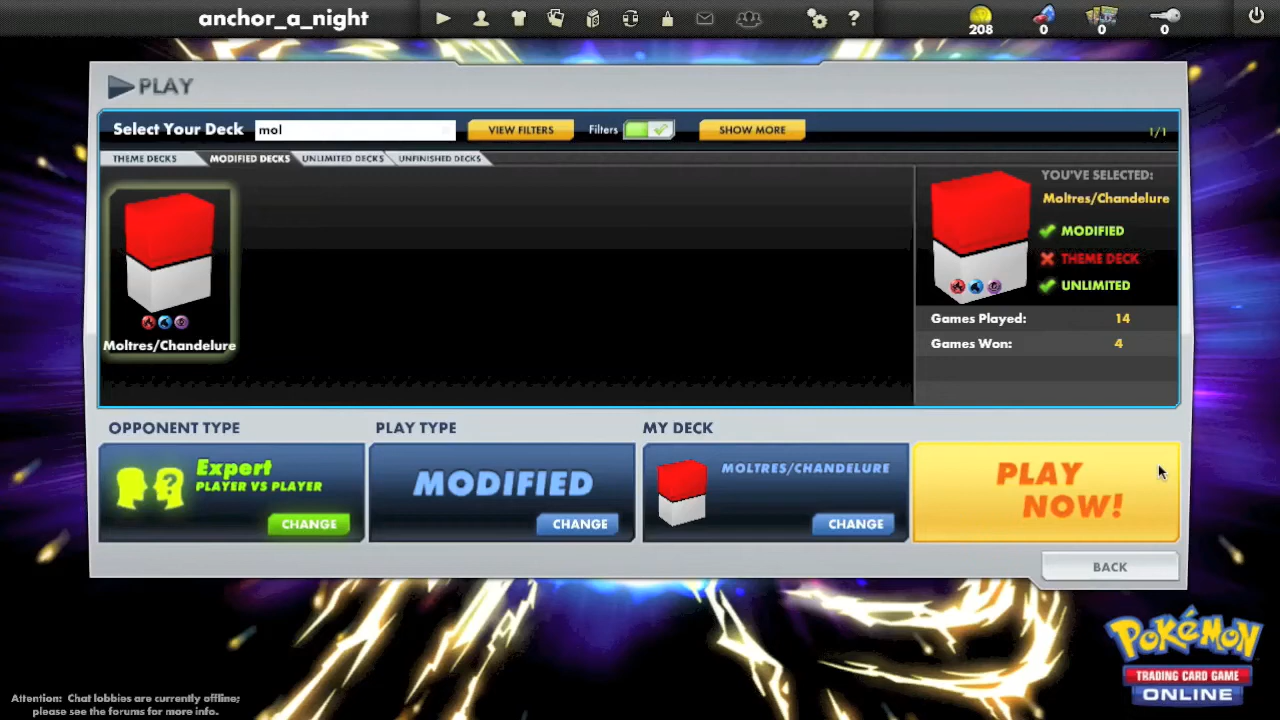 anchor_a_night
?
208
0
0
0
PLAY
Select Your Deck
mol
VIEW FILTERS
Filters
SHOW MORE
1/1
THEME DECKS
MODIFIED DECKS
UNLIMITED DECKS
UNFINISHED DECKS
Moltres/Chandelure
YOU'VE SELECTED:
Moltres/Chandelure
MODIFIED
THEME DECK
UNLIMITED
Games Played: 14
Games Won: 4
OPPONENT TYPE
PLAY TYPE
MY DECK
Expert
PLAYER VS PLAYER
CHANGE
MODIFIED
CHANGE
MOLTRES/CHANDELURE
CHANGE
PLAY
NOW!
BACK
POKéMON
TRADING CARD GAME
ONLINE
Attention: Chat lobbies are currently offline;
please see the forums for more info.